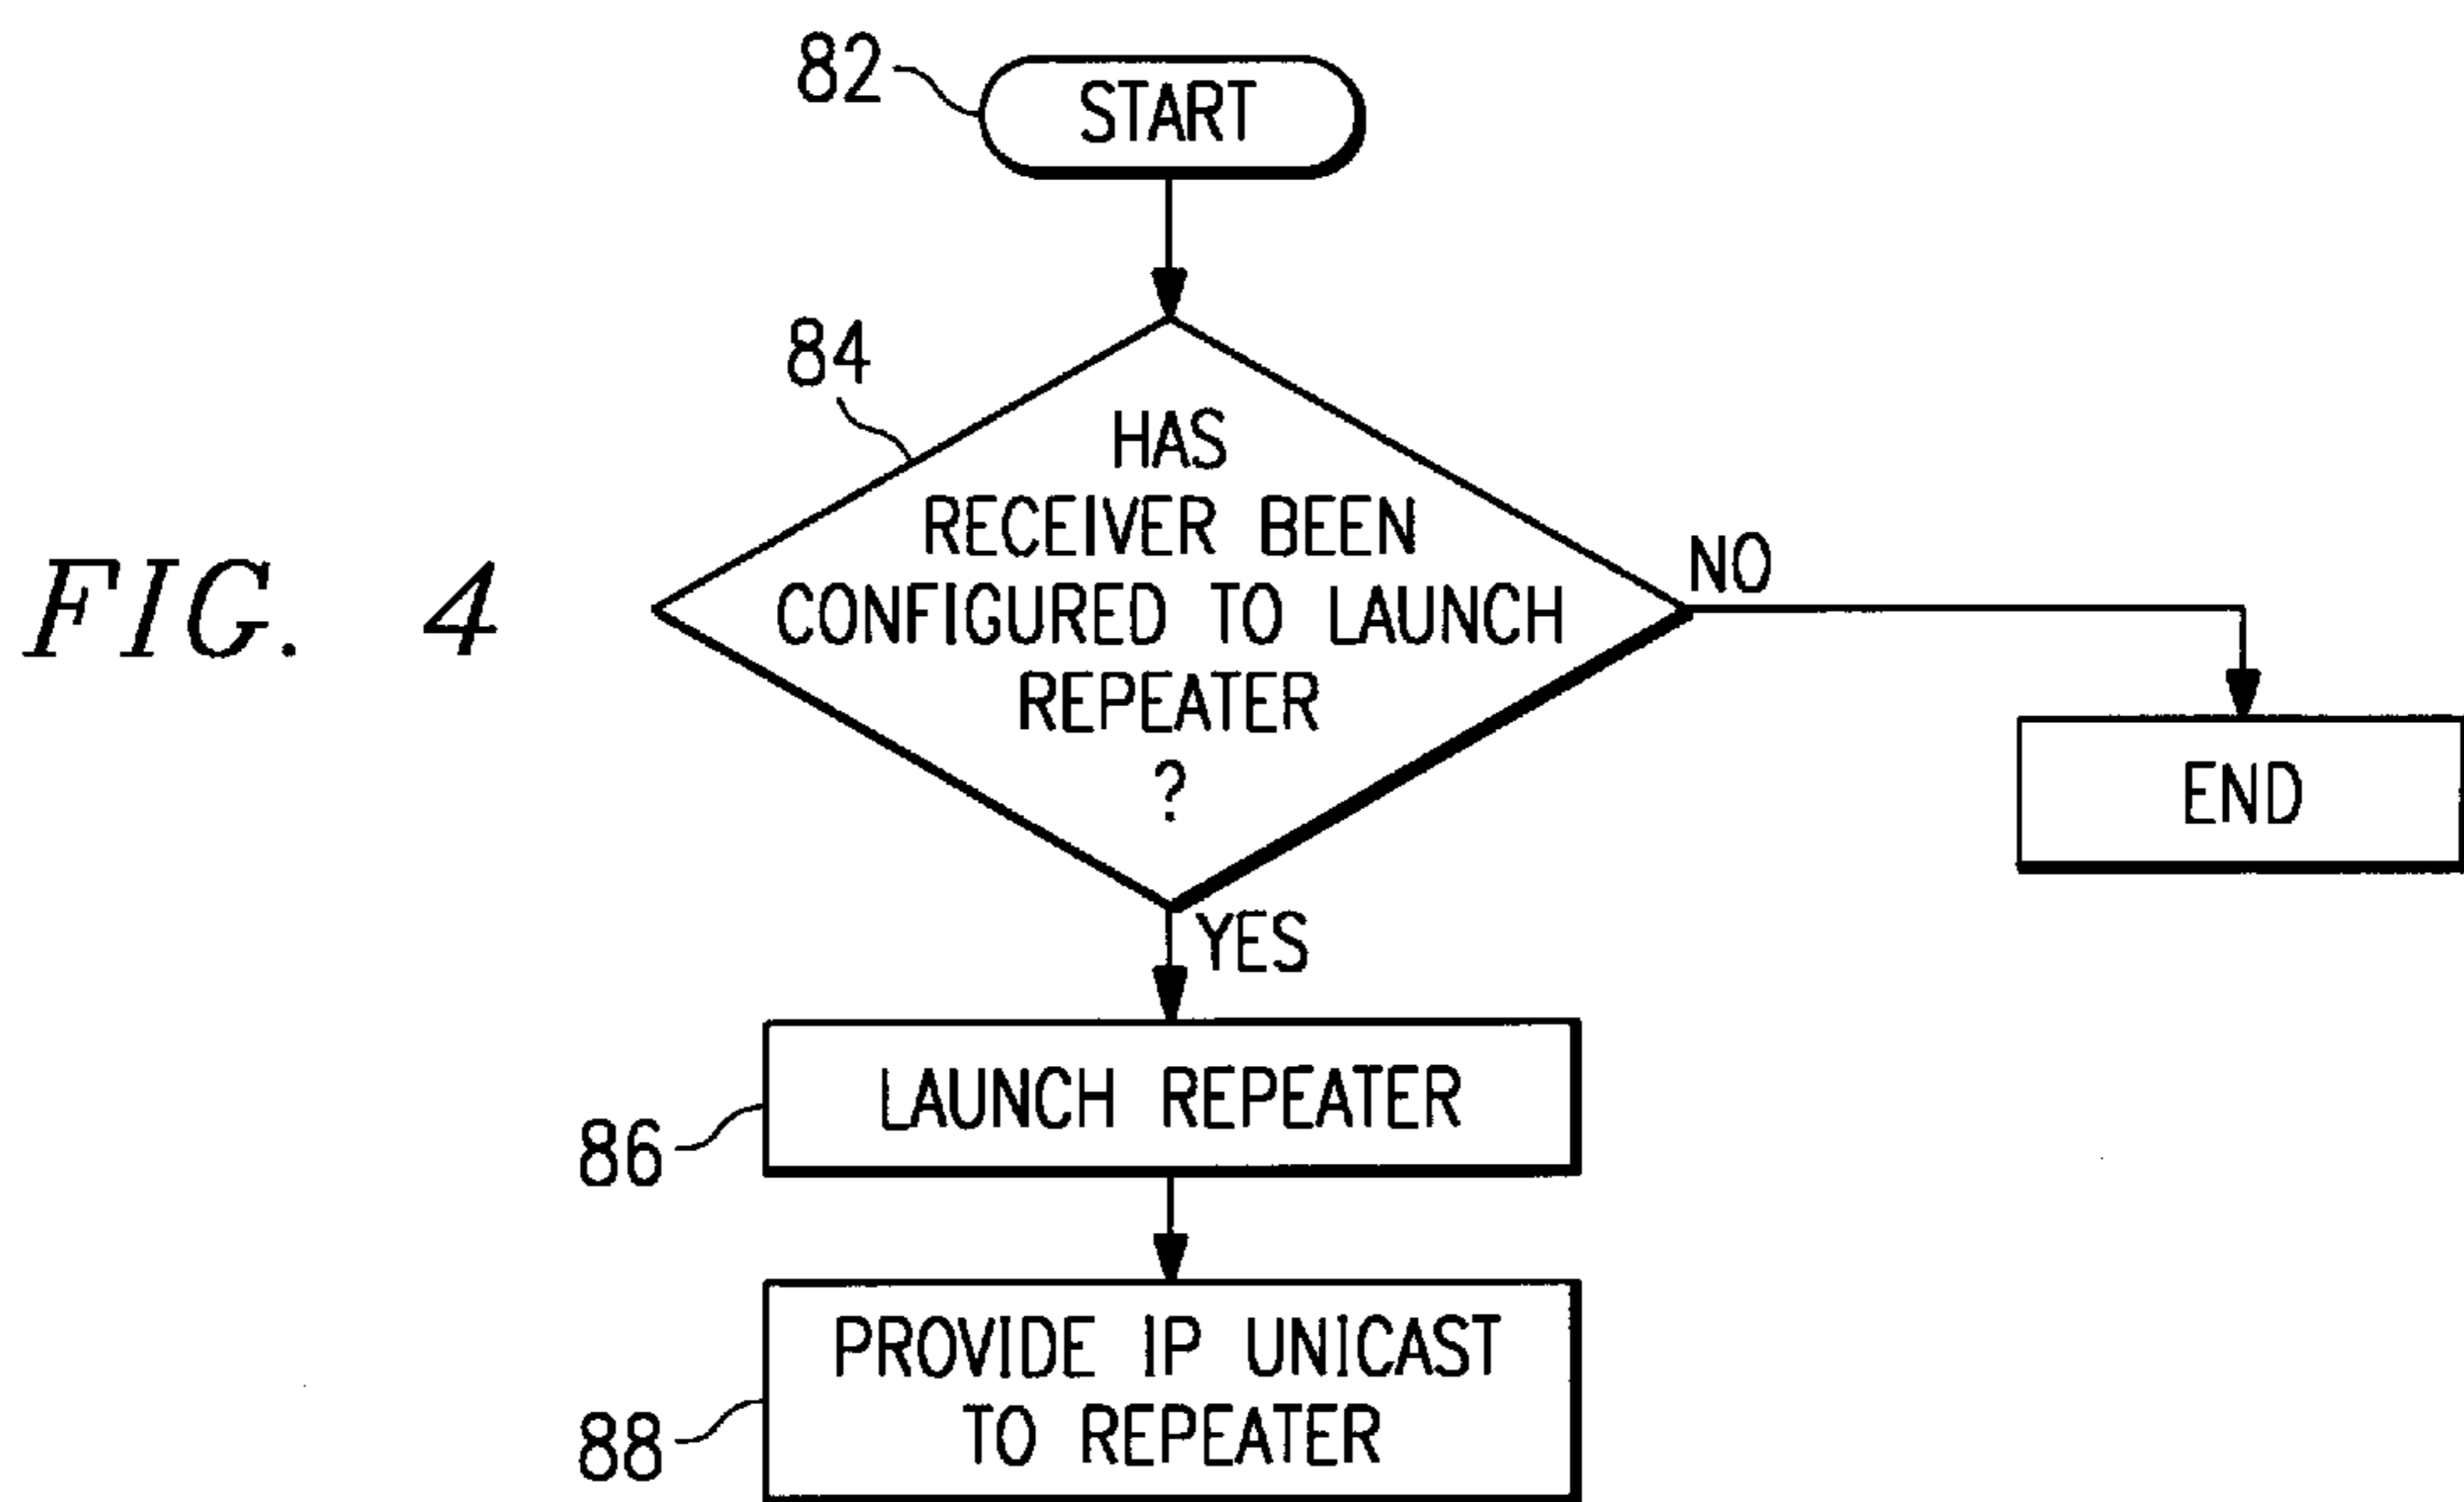 82
START
84
HAS
RECEIVER BEEN
CONFIGURED TO LAUNCH
REPEATER
?
NO
FIG. 4
END
YES
LAUNCH REPEATER
86
PROVIDE IP UNICAST
TO REPEATER
88